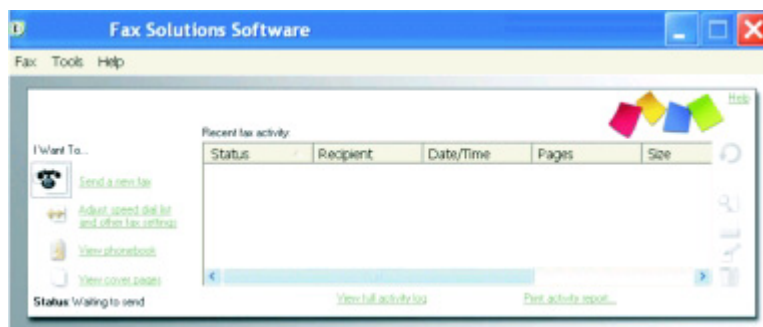 Fax Solutions Software
Fax Tools Help
Help
Recent fax activity:
I Want To...
Status Recipient Date/Time Pages Size
Send a new fax
Adjust speed dial list
and other fax settings
View phonebook
View cover pages
Status: Waiting to send
View full activity log
Print activity report...